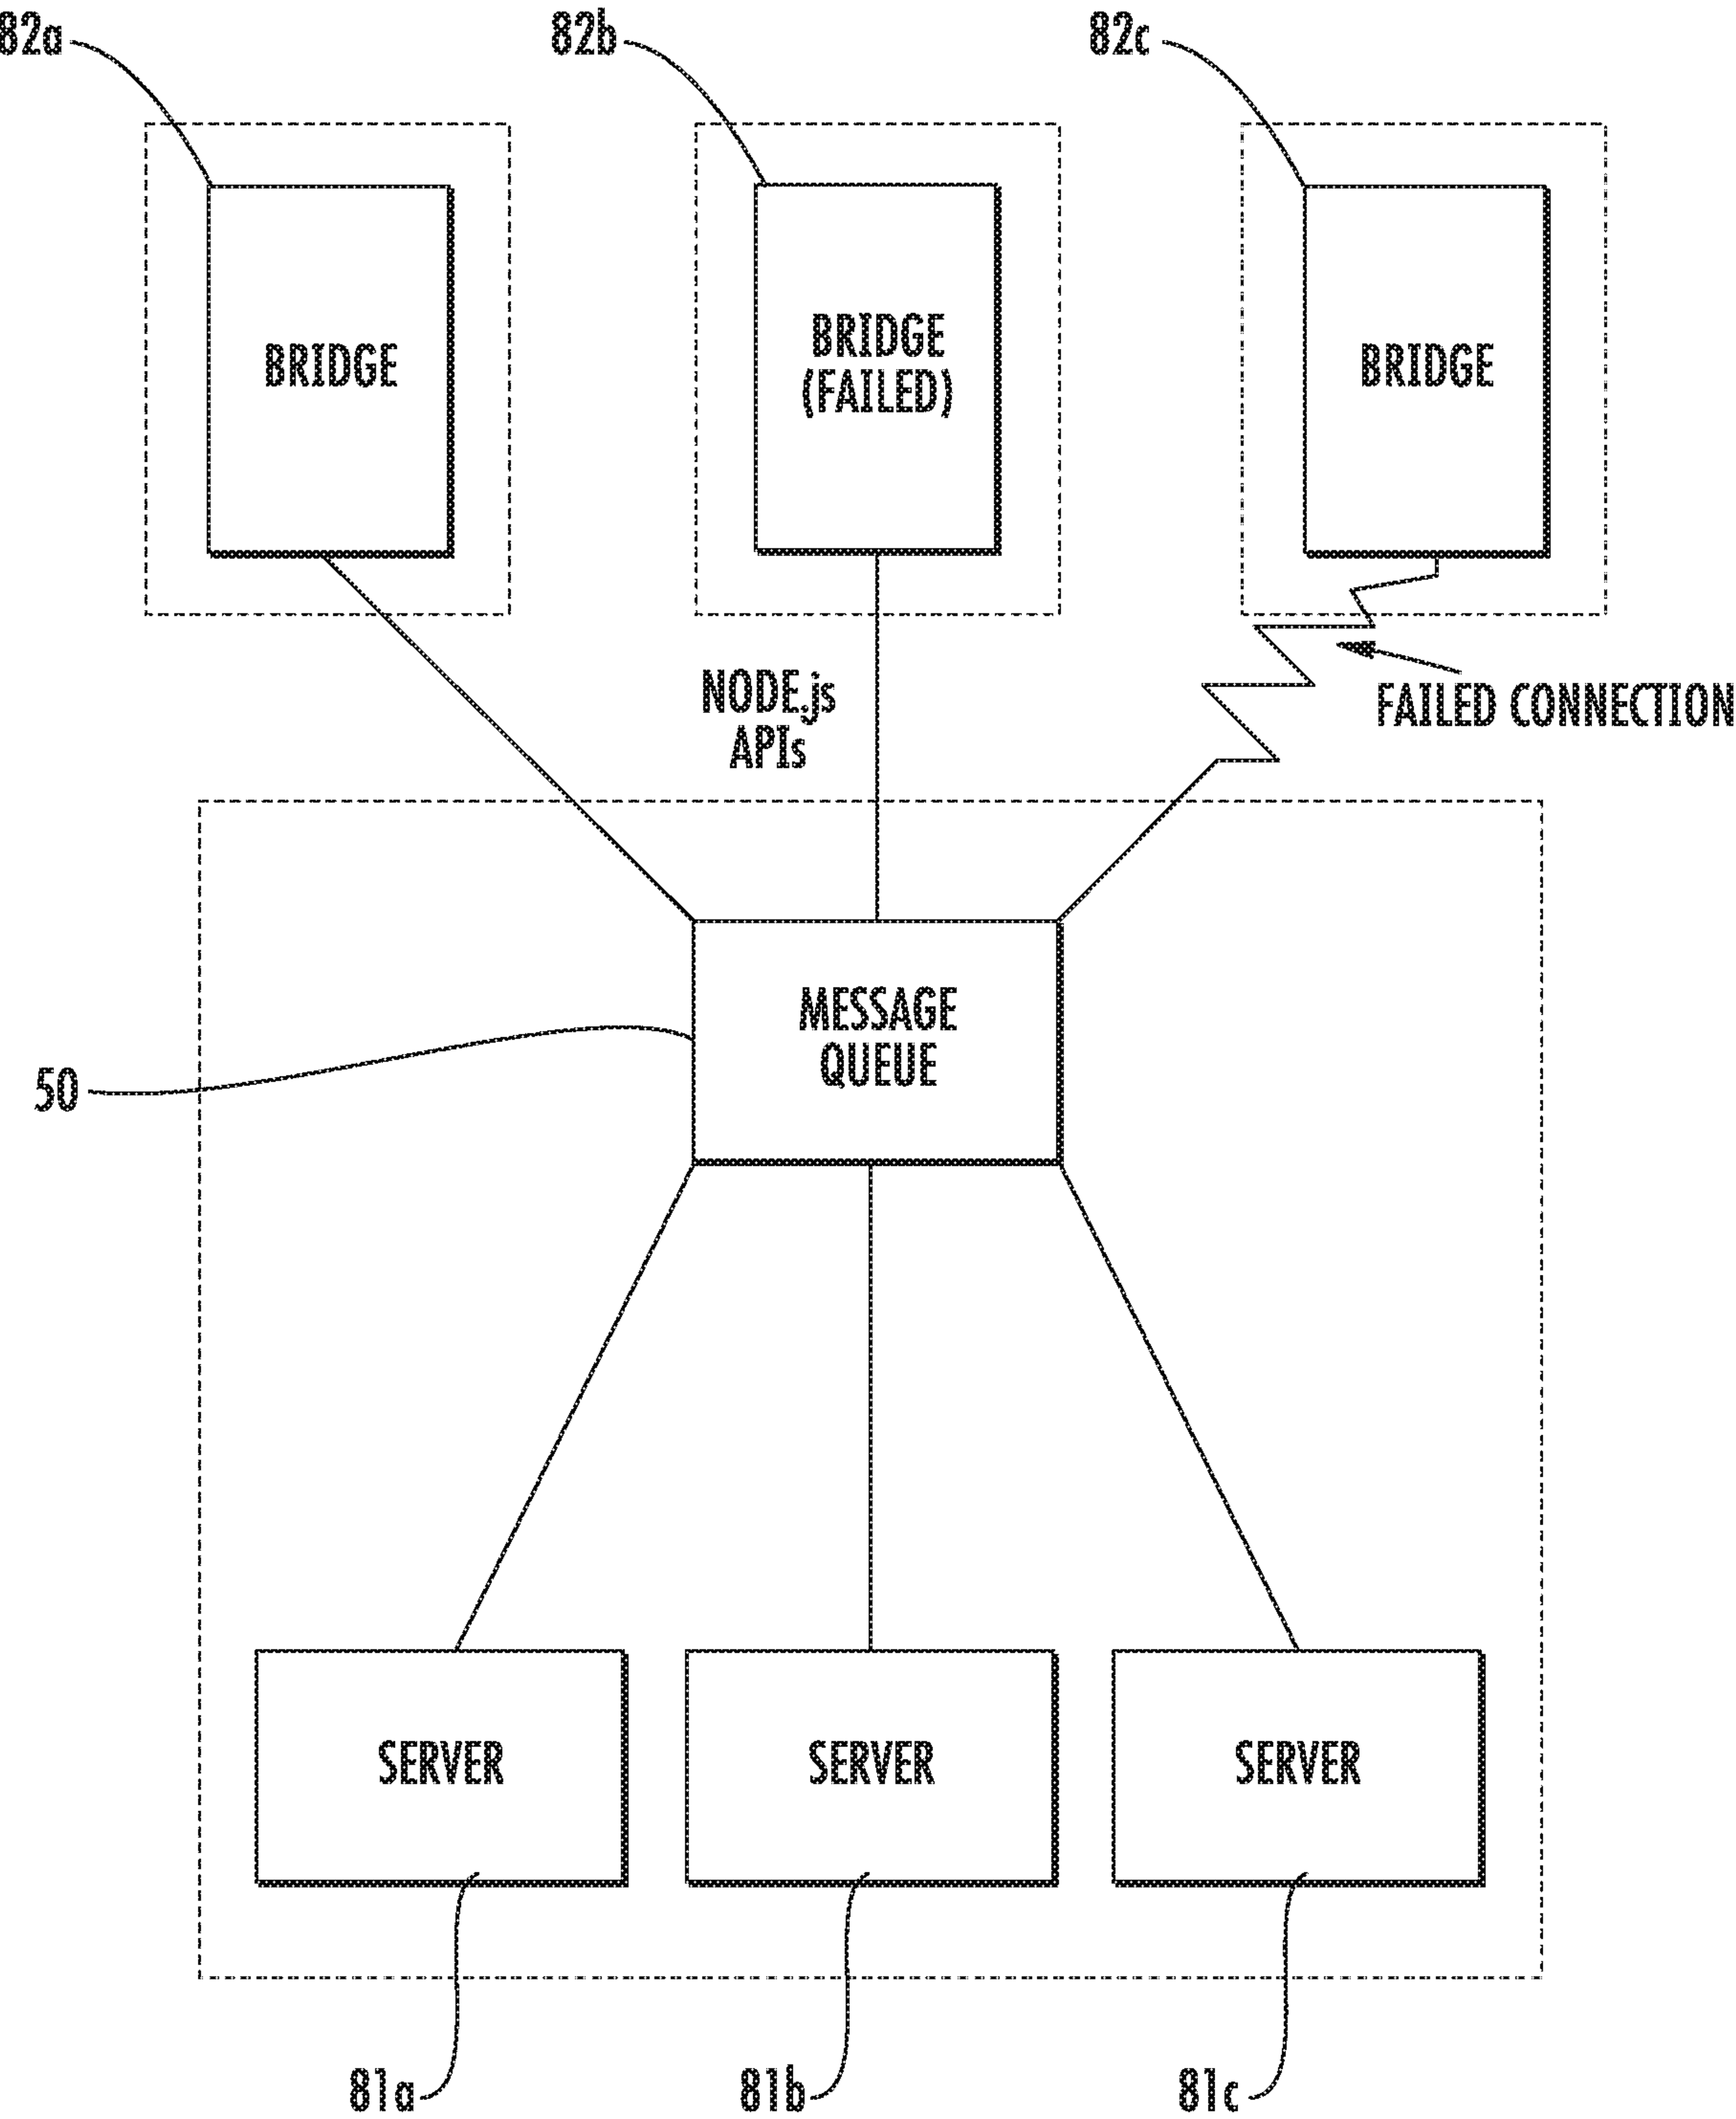 82a
82b
82c
BRIDGE
BRIDGE
(FAILED)
BRIDGE
NODE.js
APIs
FAILED CONNECTION
MESSAGE
QUEUE
50
SERVER
SERVER
SERVER
81a
81b
81c